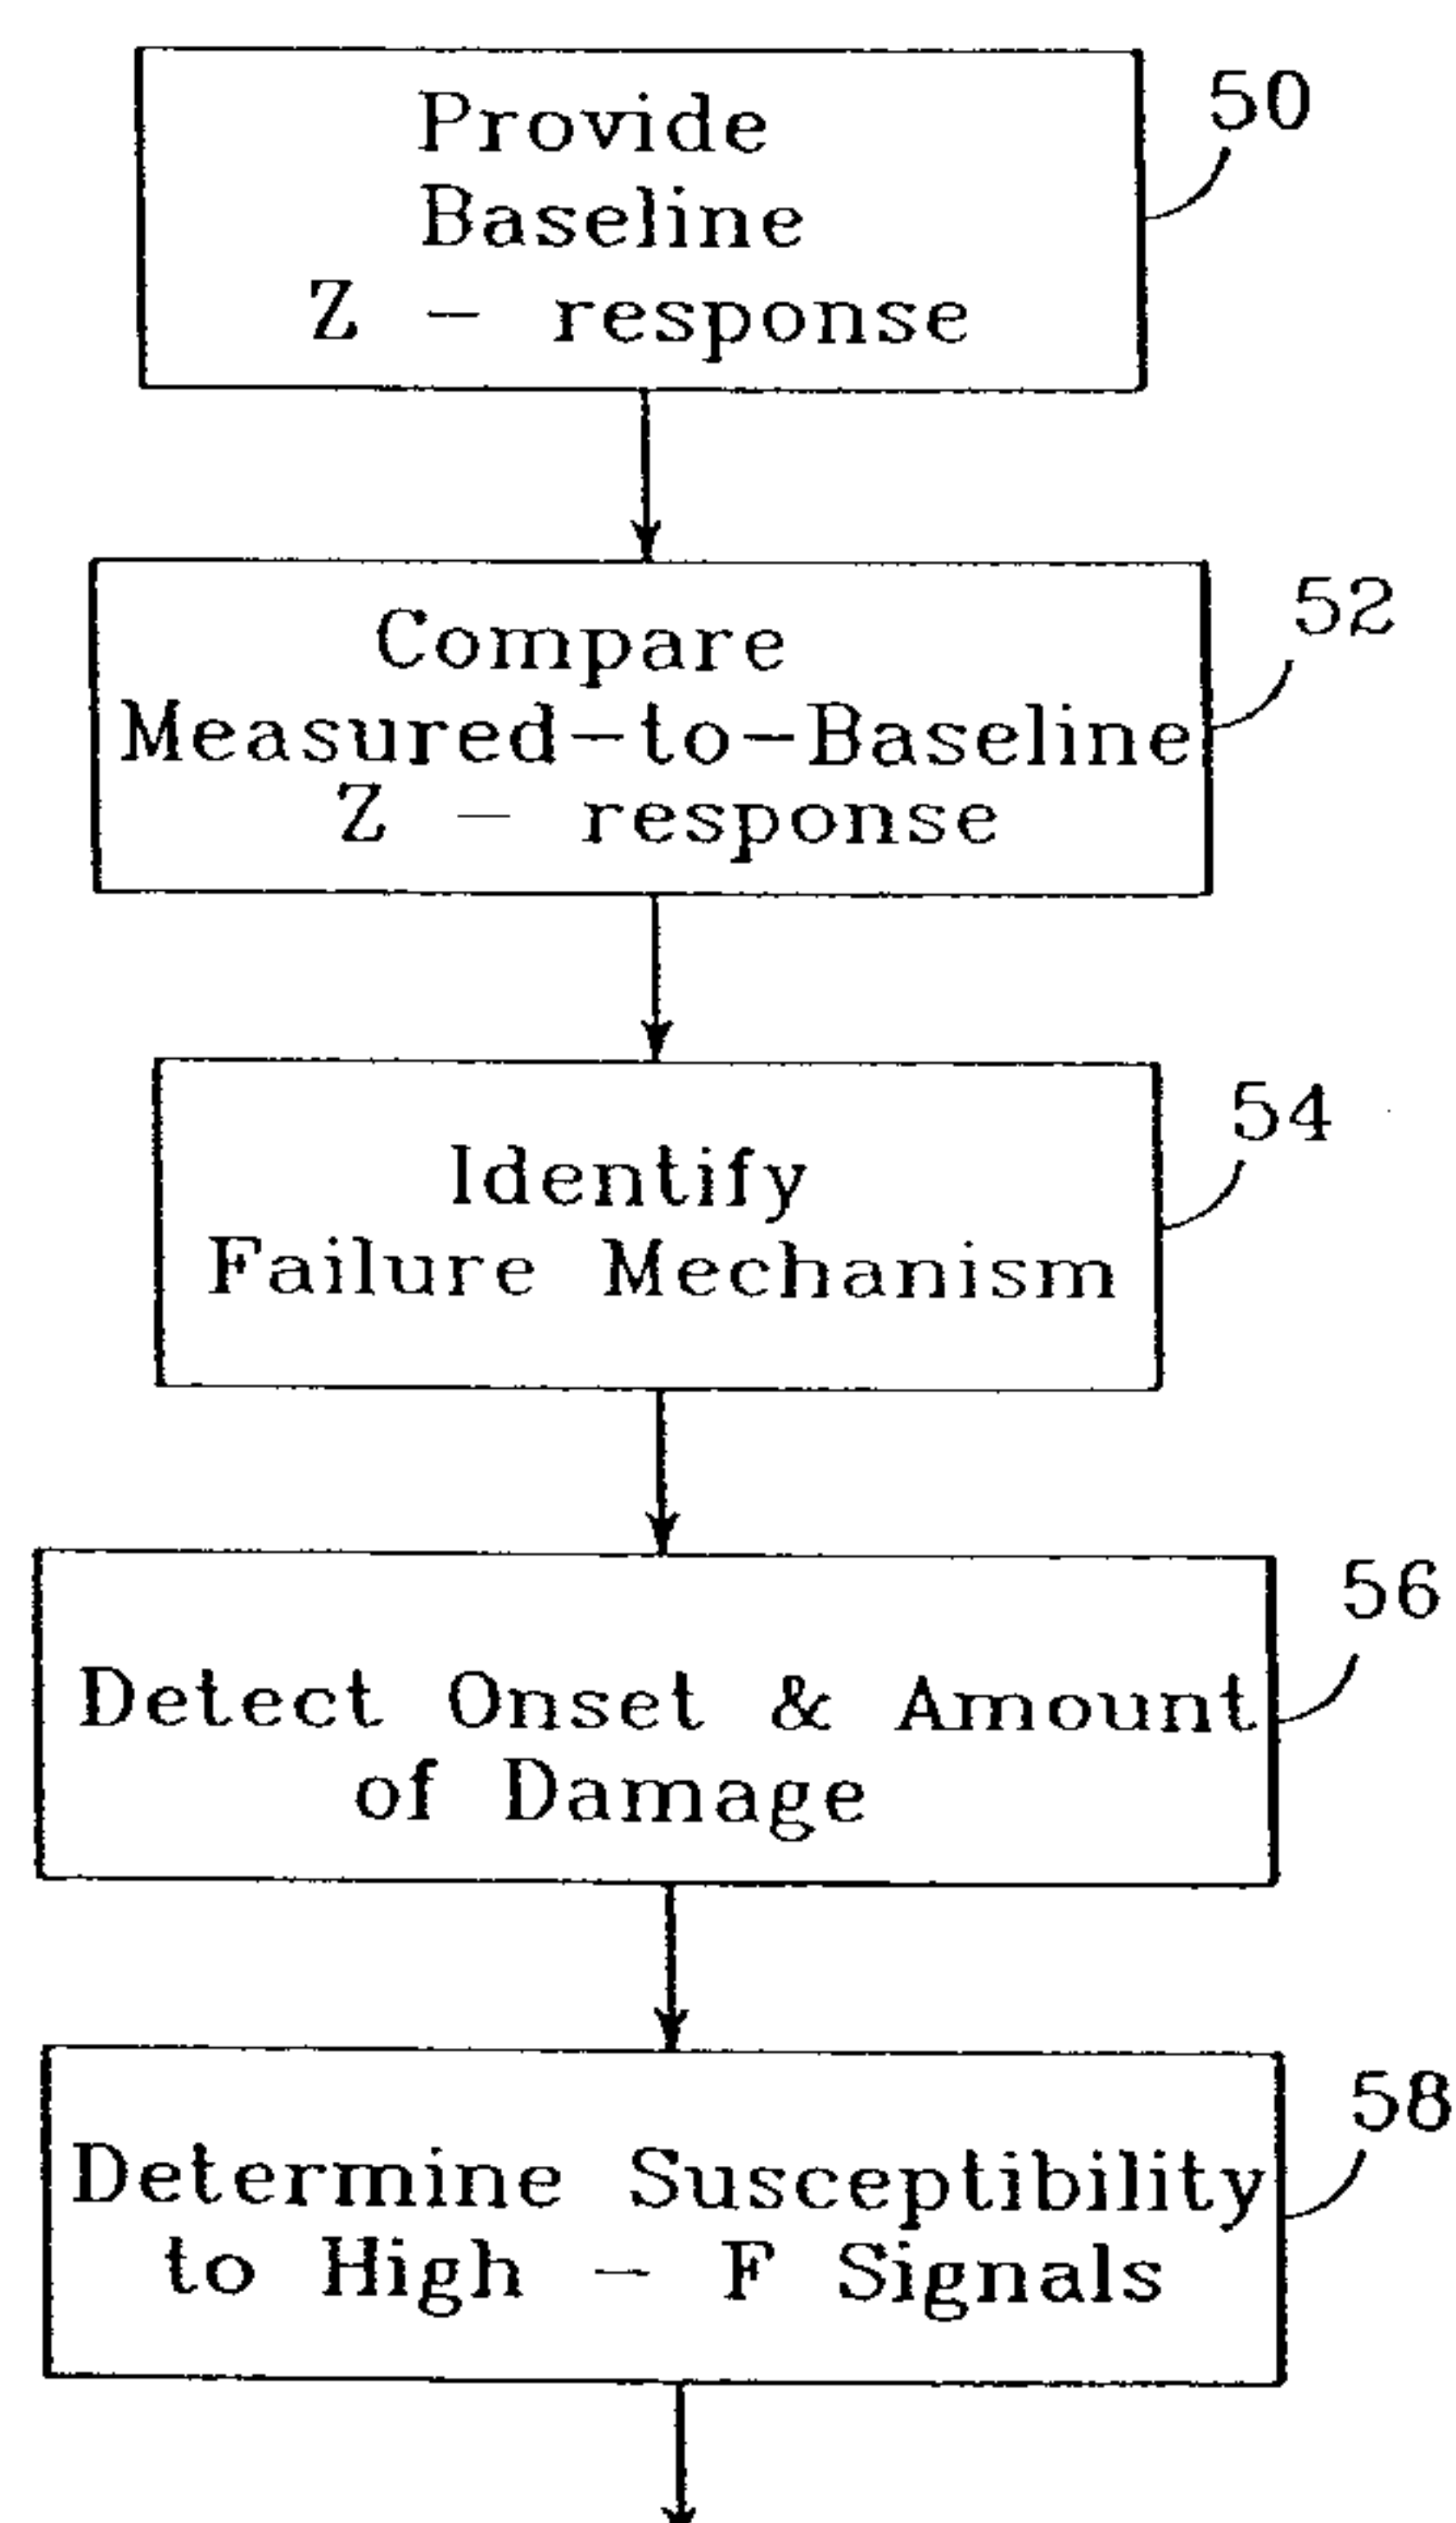 Provide
Baseline
Z - response
50
Compare
Measured-to-Baseline
Z - response
52
Identify
Failure Mechanism
54
Detect Onset & Amount
of Damage
56
Determine Susceptibility
to High - F Signals
58